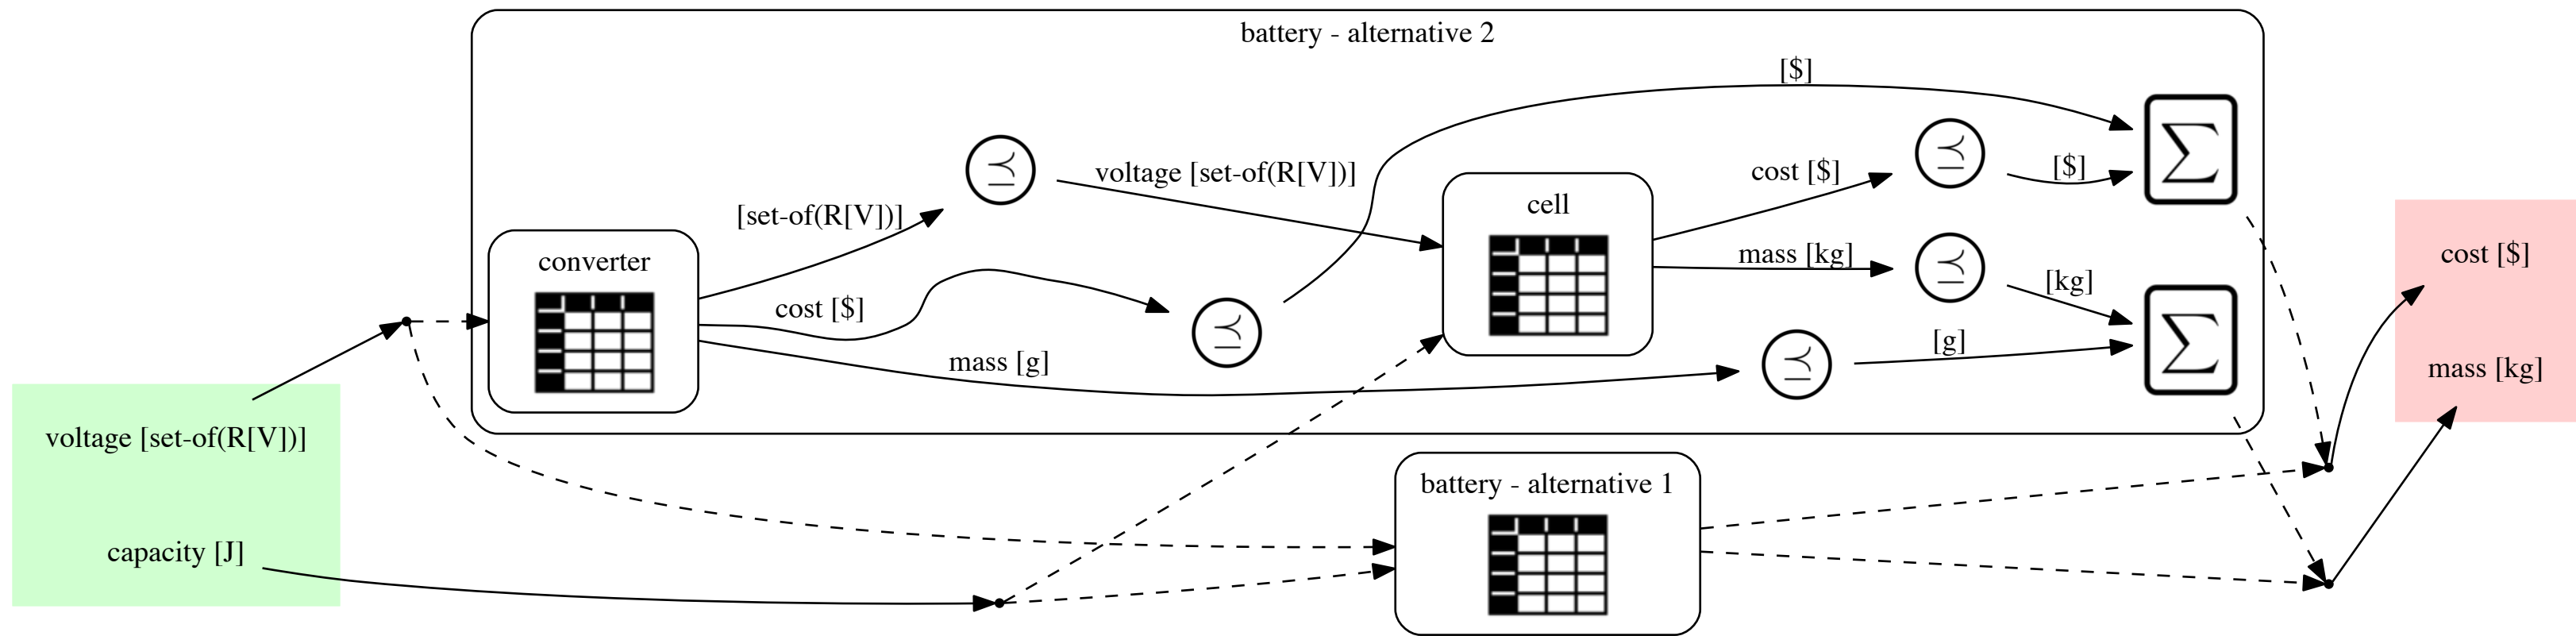 battery - alternative 2
[$]
voltage [set-of(R[V])]
cost [$]
[$]
⪯
⪯
∑
[set-of(R[V])]
cell
converter
cost [$]
mass [kg]
⪯
[kg]
cost [$]
⪯
mass [g]
⪯
[g]
∑
mass [kg]
voltage [set-of(R[V])]
battery - alternative 1
capacity [J]